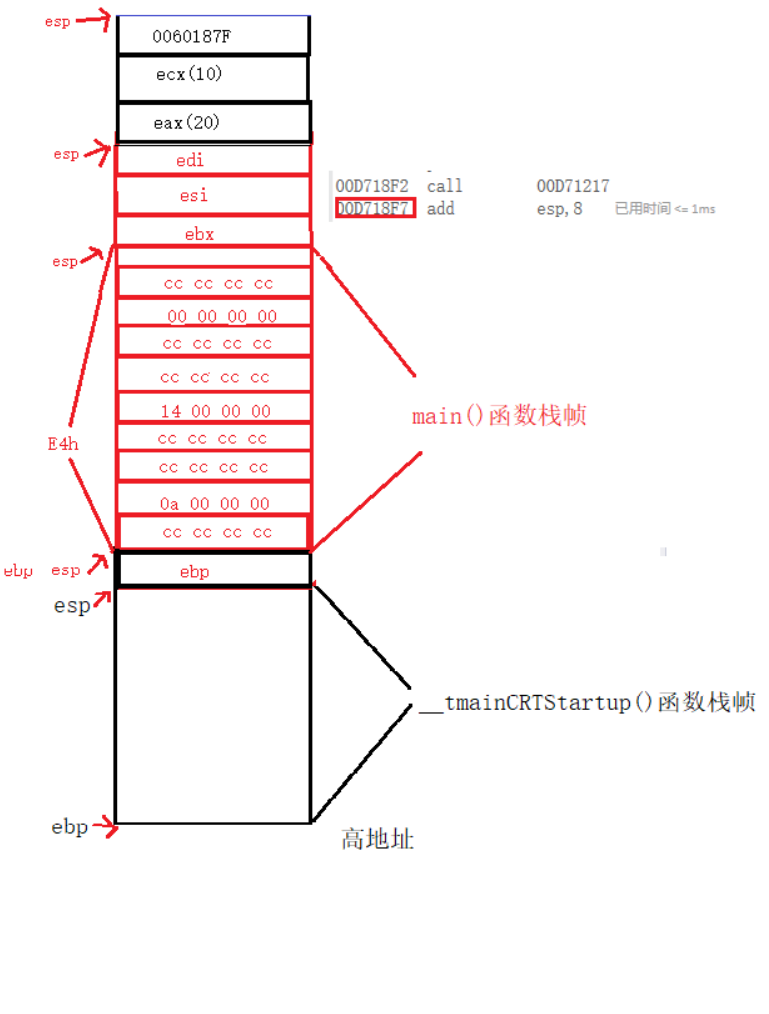 esp
0060187F
ecx(10)
eax(20)
esp
edi
esi
00D718F2 call 00D71217
00D718F7 add esp,8 已用时间 <= 1ms
ebx
esp
cc cc cc cc
00 00 00 00
cc cc cc cc
cc cc cc cc
14 00 00 00
main()函数栈帧
cc cc cc cc
E4h
cc cc cc cc
0a 00 00 00
cc cc cc cc
ebp esp
ebp
esp
__tmainCRTStartup()函数栈帧
ebp
高地址